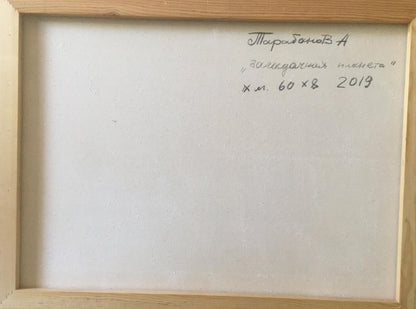 Тарабанов А
„Загадочная планета"
х м. 60 х 8 2019